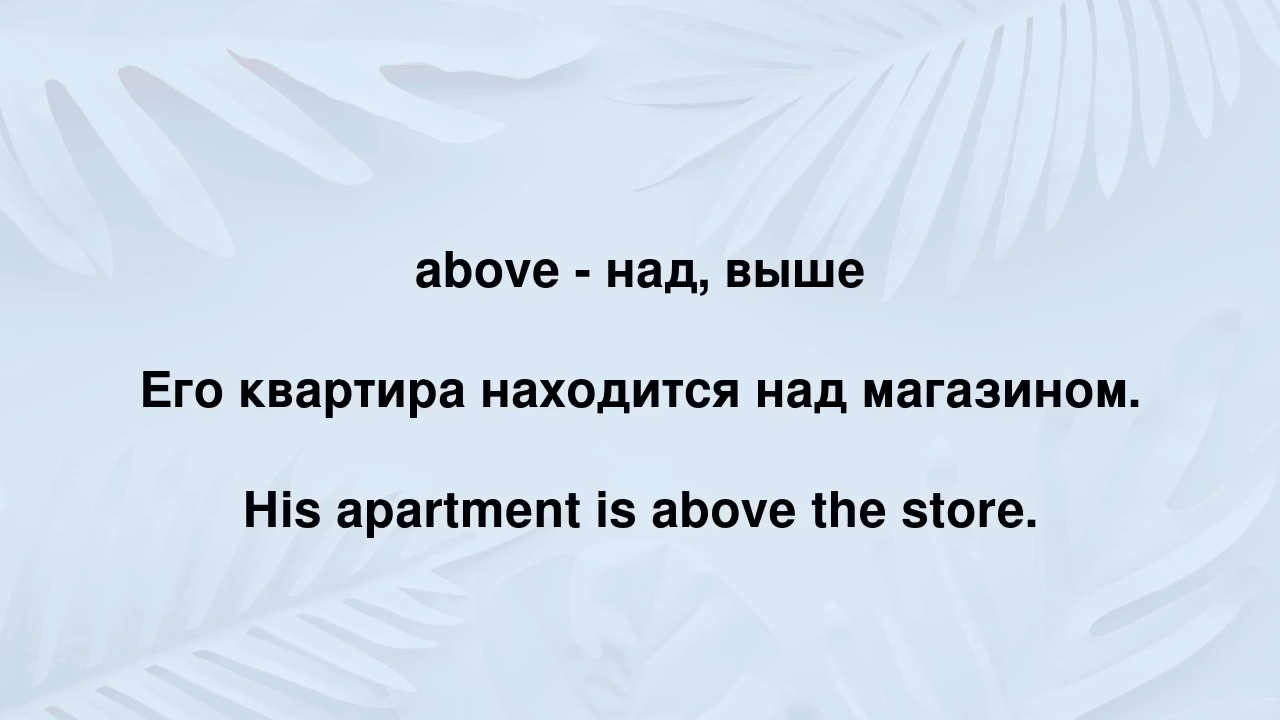 above - над, выше
Его квартира находится над магазином.
His apartment is above the store.